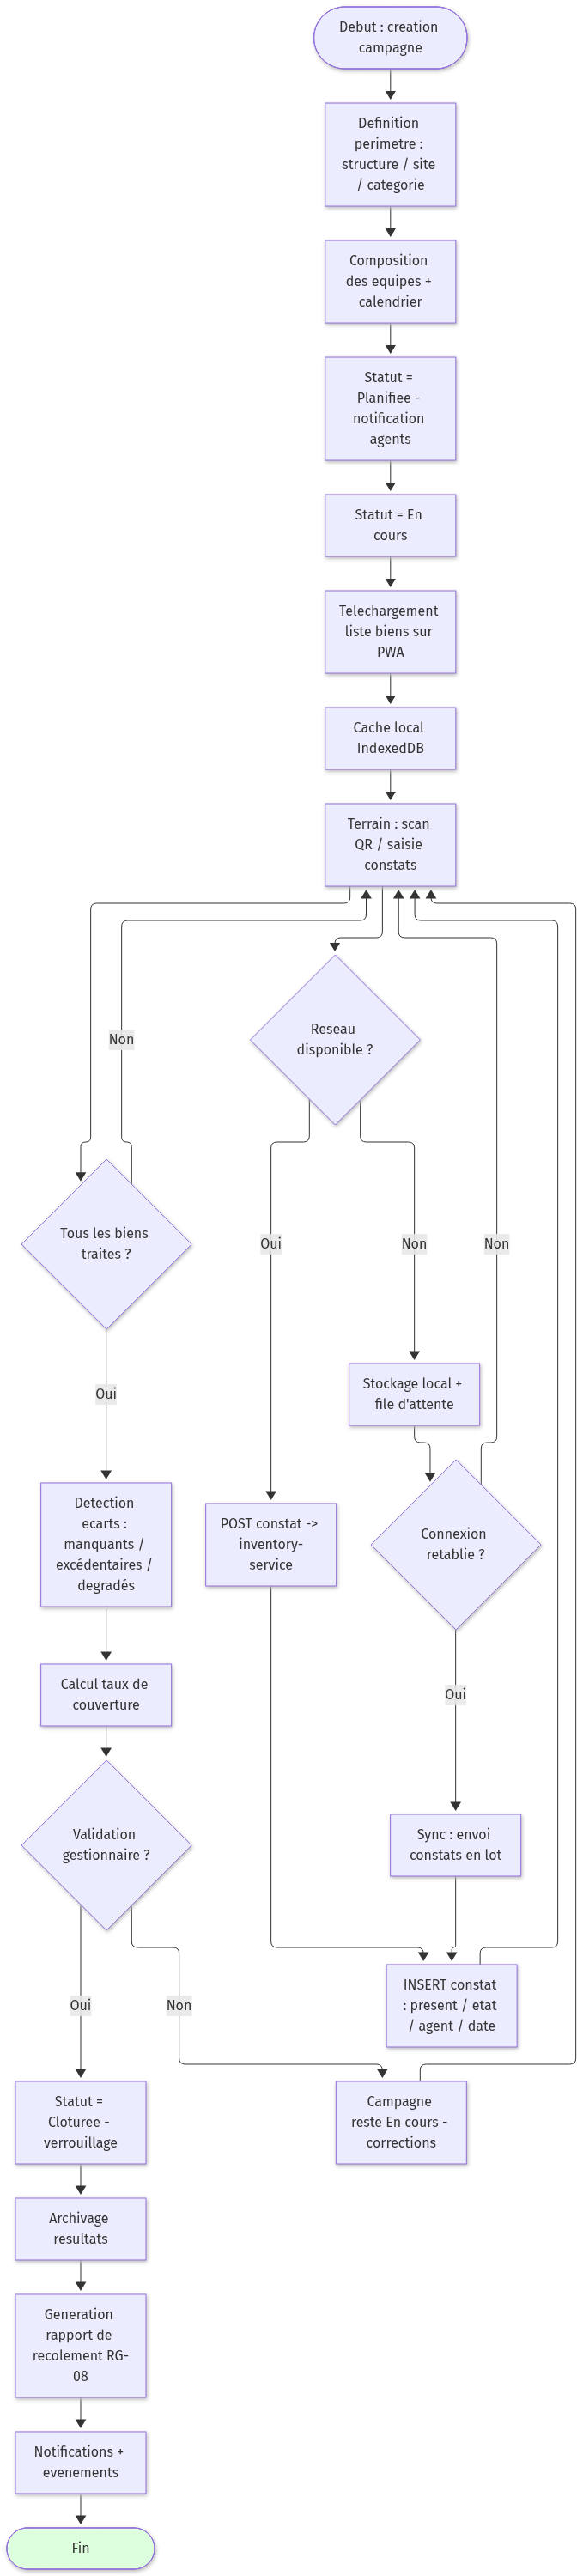 Debut : creation
campagne
Definition
perimetre :
structure / site
/ categorie
Composition
des equipes +
calendrier
Statut =
Planifiee -
notification
agents
Statut = En
cours
Telechargement
liste biens sur
PWA
Cache local
IndexedDB
Terrain : scan
QR / saisie
constats
Reseau
disponible ?
Non
Tous les biens
traites ?
Oui
Non
Non
Stockage local +
file d'attente
Oui
Detection
ecarts :
manquants /
excédentaires /
degradés
POST constat ->
inventory-
service
Connexion
retablie ?
Calcul taux de
couverture
Oui
Validation
gestionnaire ?
Sync : envoi
constats en lot
INSERT constat
: present / etat
/ agent / date
Oui
Non
Statut =
Cloturee -
verrouillage
Campagne
reste En cours -
corrections
Archivage
resultats
Generation
rapport de
recolement RG-
08
Notifications +
evenements
Fin